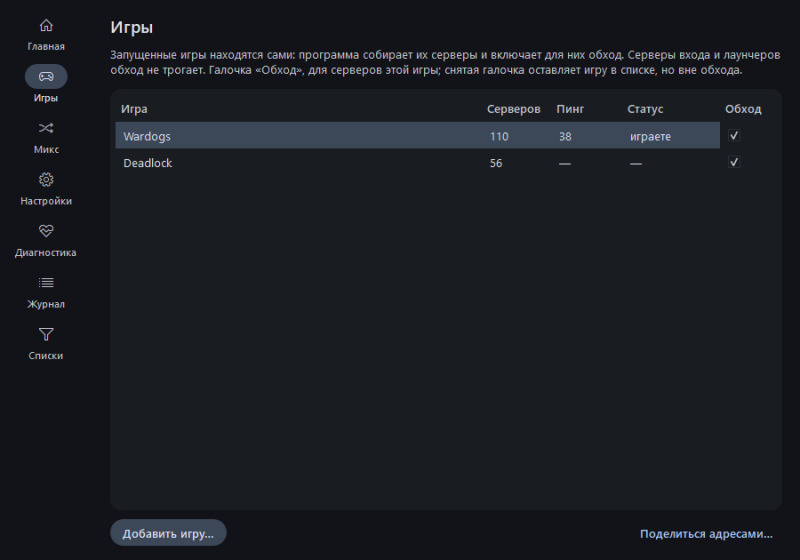 Игры
Главная
Запущенные игры находятся сами: программа собирает их серверы и включает для них обход. Серверы входа и лаунчеров
обход не трогает. Галочка «Обход», для серверов этой игры; снятая галочка оставляет игру в списке, но вне обхода.
Игры
Игра Серверов Пинг Статус Обход
Wardogs 110 38 играете ✓
Микс
Deadlock 56 — — ✓
Настройки
Диагностика
Журнал
Списки
Добавить игру...
Поделиться адресами...